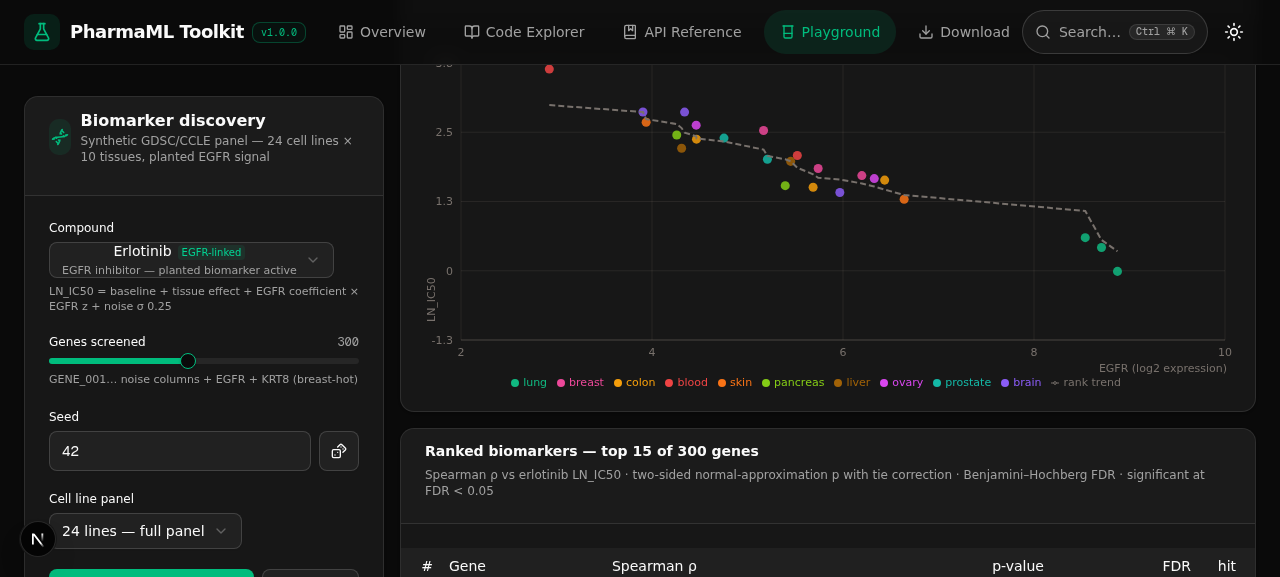 PharmaML Toolkit v1.0.0 Overview Code Explorer API Reference Playground Download Search… Ctrl ⌘ K
Biomarker discovery
Synthetic GDSC/CCLE panel — 24 cell lines ×
10 tissues, planted EGFR signal
Compound
Erlotinib EGFR-linked
EGFR inhibitor — planted biomarker active
LN_IC50 = baseline + tissue effect + EGFR coefficient ×
EGFR z + noise σ 0.25
Genes screened 300
GENE_001… noise columns + EGFR + KRT8 (breast-hot)
Seed
42
Cell line panel
24 lines — full panel
N
2.5
1.3
0
-1.3
LN_IC50
2 4 6 8 10
EGFR (log2 expression)
lung breast colon blood skin pancreas liver ovary prostate brain rank trend
Ranked biomarkers — top 15 of 300 genes
Spearman ρ vs erlotinib LN_IC50 · two-sided normal-approximation p with tie correction · Benjamini–Hochberg FDR · significant at
FDR < 0.05
# Gene Spearman ρ p-value FDR hit